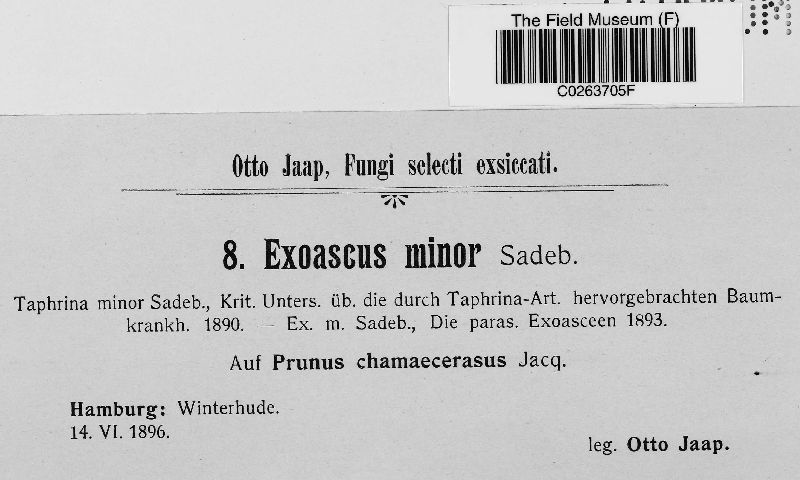 The Field Museum (F)
C0263705F
Otto Jaap, Fungi selecti exsiccati.
8. Exoascus minor Sadeb.
Taphrina minor Sadeb., Krit. Unters. üb. die durch Taphrina-Art. hervorgebrachten Baum-
krankh. 1890. — Ex. m. Sadeb., Die paras. Exoasceen 1893.
Auf Prunus chamaecerasus Jacq.
Hamburg: Winterhude.
14. VI. 1896.
leg. Otto Jaap.